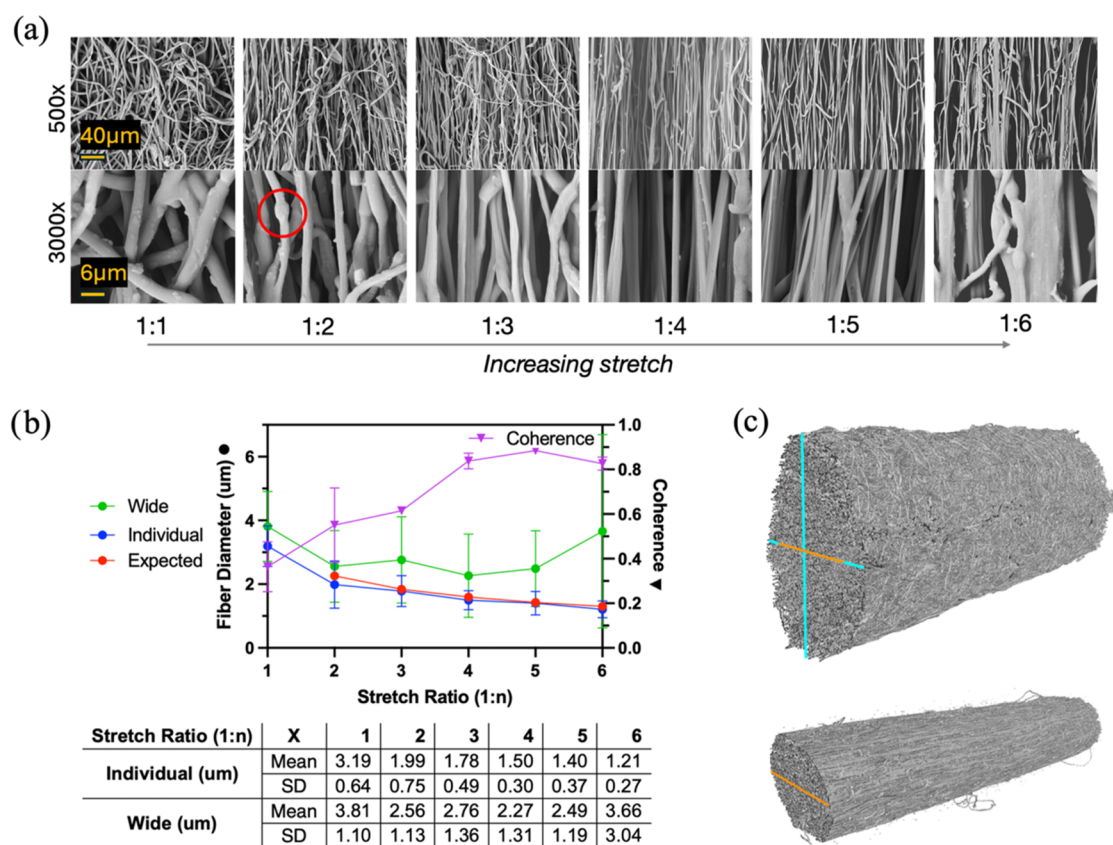 (a)
500x
40μm
3000x
6μm
1:1 1:2 1:3 1:4 1:5 1:6
Increasing stretch
(b)
Wide
Individual
Expected
Fiber Diameter (um) ●
0 2 4 6
Coherence
Coherence ▼
0.0 0.2 0.4 0.6 0.8 1.0
1 2 3 4 5 6
Stretch Ratio (1:n)
Stretch Ratio (1:n) X 1 2 3 4 5 6
Individual (um) Mean 3.19 1.99 1.78 1.50 1.40 1.21
SD 0.64 0.75 0.49 0.30 0.37 0.27
Wide (um) Mean 3.81 2.56 2.76 2.27 2.49 3.66
SD 1.10 1.13 1.36 1.31 1.19 3.04
(c)